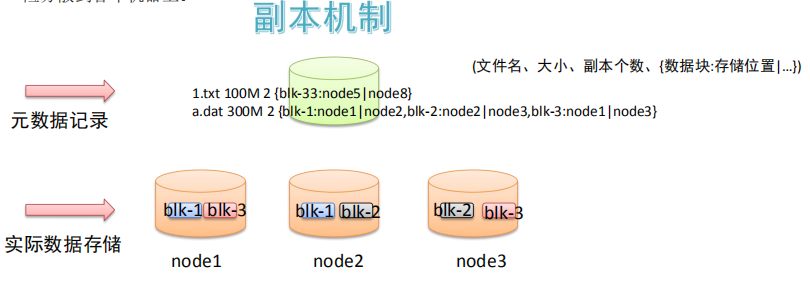 副本机制
(文件名、大小、副本个数、{数据块:存储位置|…})
1.txt 100M 2 {blk-33:node5|node8}
a.dat 300M 2 {blk-1:node1|node2,blk-2:node2|node3,blk-3:node1|node3}
元数据记录
blk-1 blk-3 blk-1 blk-2 blk-2 blk-3
实际数据存储
node1 node2 node3